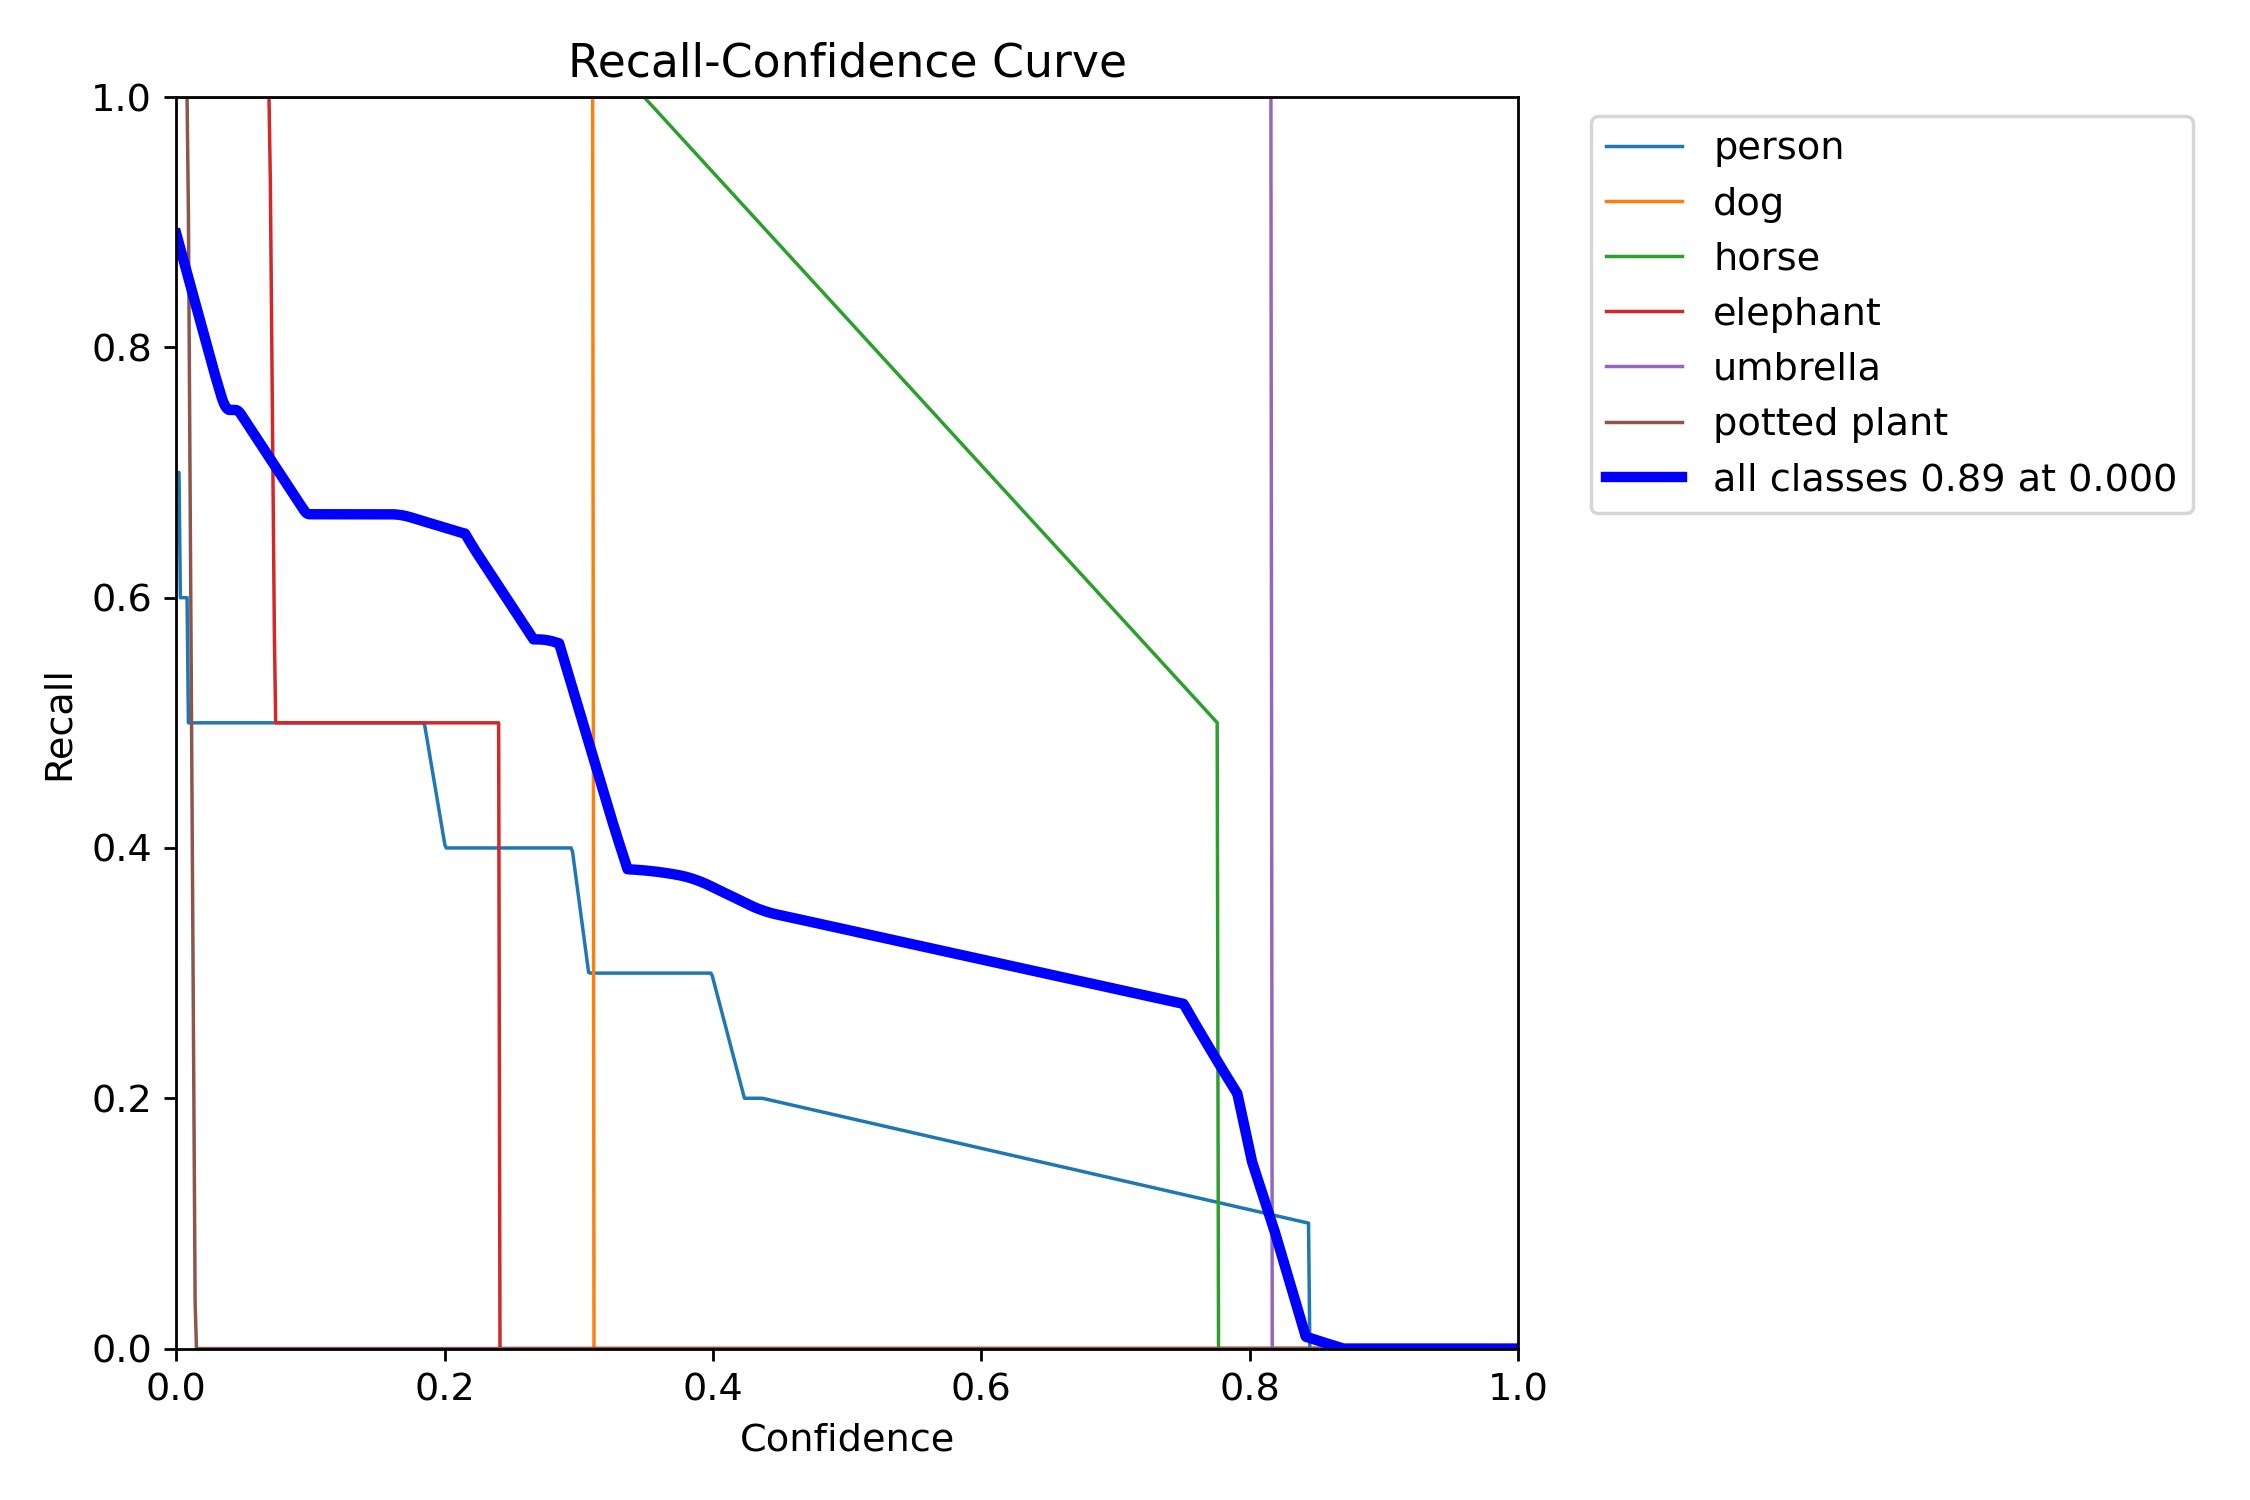 Recall-Confidence Curve
1.0
0.8
0.6
0.4
0.2
0.0
Recall
0.0 0.2 0.4 0.6 0.8 1.0
Confidence
person
dog
horse
elephant
umbrella
potted plant
all classes 0.89 at 0.000